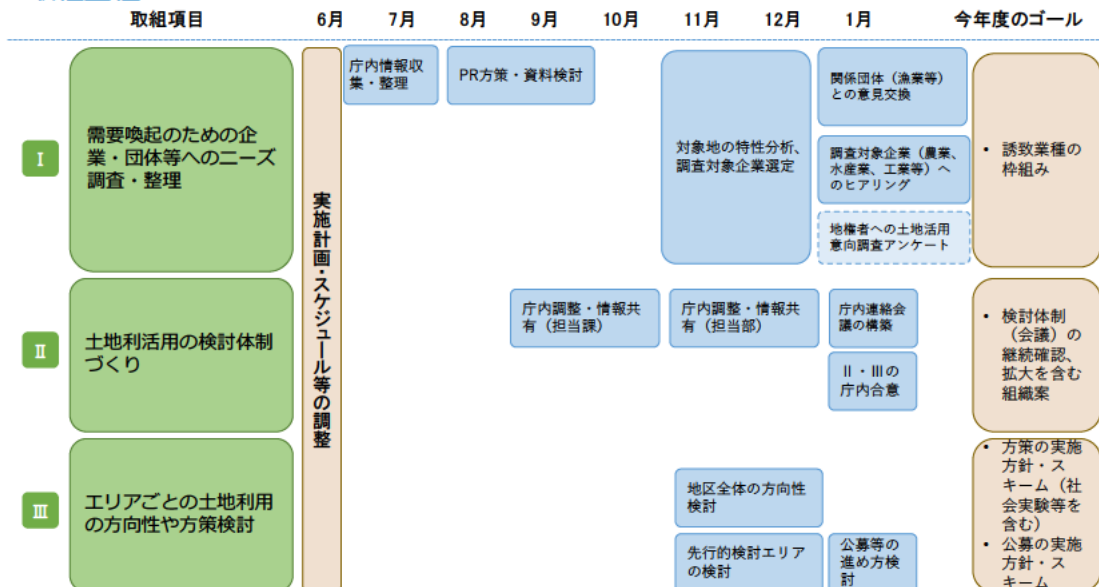 取組項目 6月 7月 8月 9月 10月 11月 12月 1月 今年度のゴール
実施計画・スケジュール等の調整
Ⅰ
需要喚起のための企
業・団体等へのニーズ
調査・整理
庁内情報収
集・整理
PR方策・資料検討
対象地の特性分析、
調査対象企業選定
関係団体（漁業等）
との意見交換
調査対象企業（農業、
水産業、工業等）へ
のヒアリング
地権者への土地活用
意向調査アンケート
• 誘致業種の
枠組み
Ⅱ
土地利活用の検討体制
づくり
庁内調整・情報共
有（担当課）
庁内調整・情報共
有（担当部）
庁内連絡会
議の構築
Ⅱ・Ⅲの
庁内合意
• 検討体制
（会議）の
継続確認、
拡大を含む
組織案
Ⅲ
エリアごとの土地利用
の方向性や方策検討
地区全体の方向性
検討
先行的検討エリア
の検討
公募等の
進め方検
討
• 方策の実施
方針・ス
キーム（社
会実験等を
含む）
• 公募の実施
方針・ス
キーム